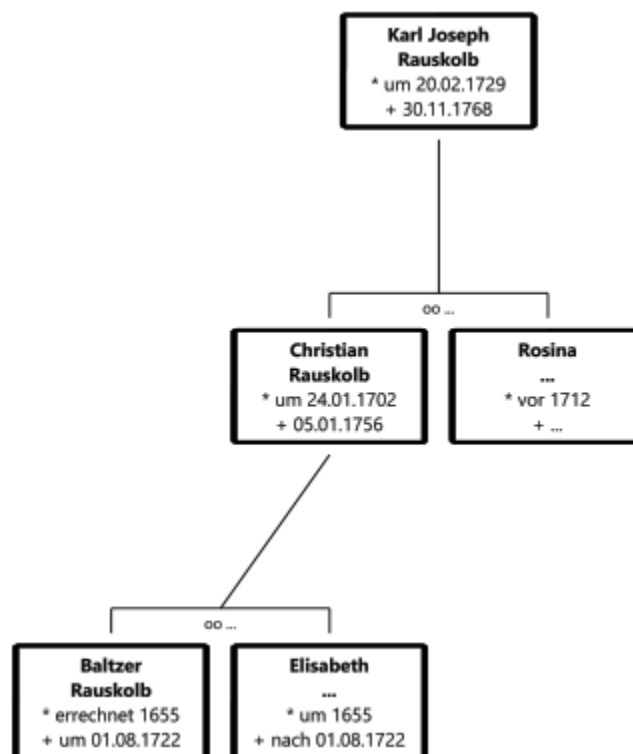 Karl Joseph
Rauskolb
* um 20.02.1729
+ 30.11.1768
oo ...
Christian
Rauskolb
* um 24.01.1702
+ 05.01.1756
Rosina
...
* vor 1712
+ ...
oo ...
Baltzer
Rauskolb
* errechnet 1655
+ um 01.08.1722
Elisabeth
...
* um 1655
+ nach 01.08.1722